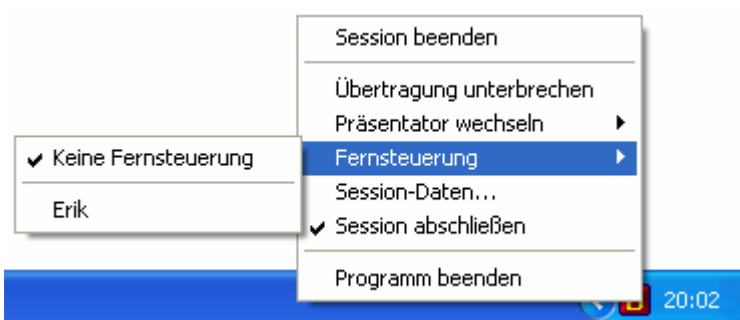 Session beenden
Übertragung unterbrechen
Präsentator wechseln
Fernsteuerung
Session-Daten...
Session abschließen
Programm beenden
Keine Fernsteuerung
Erik
20:02